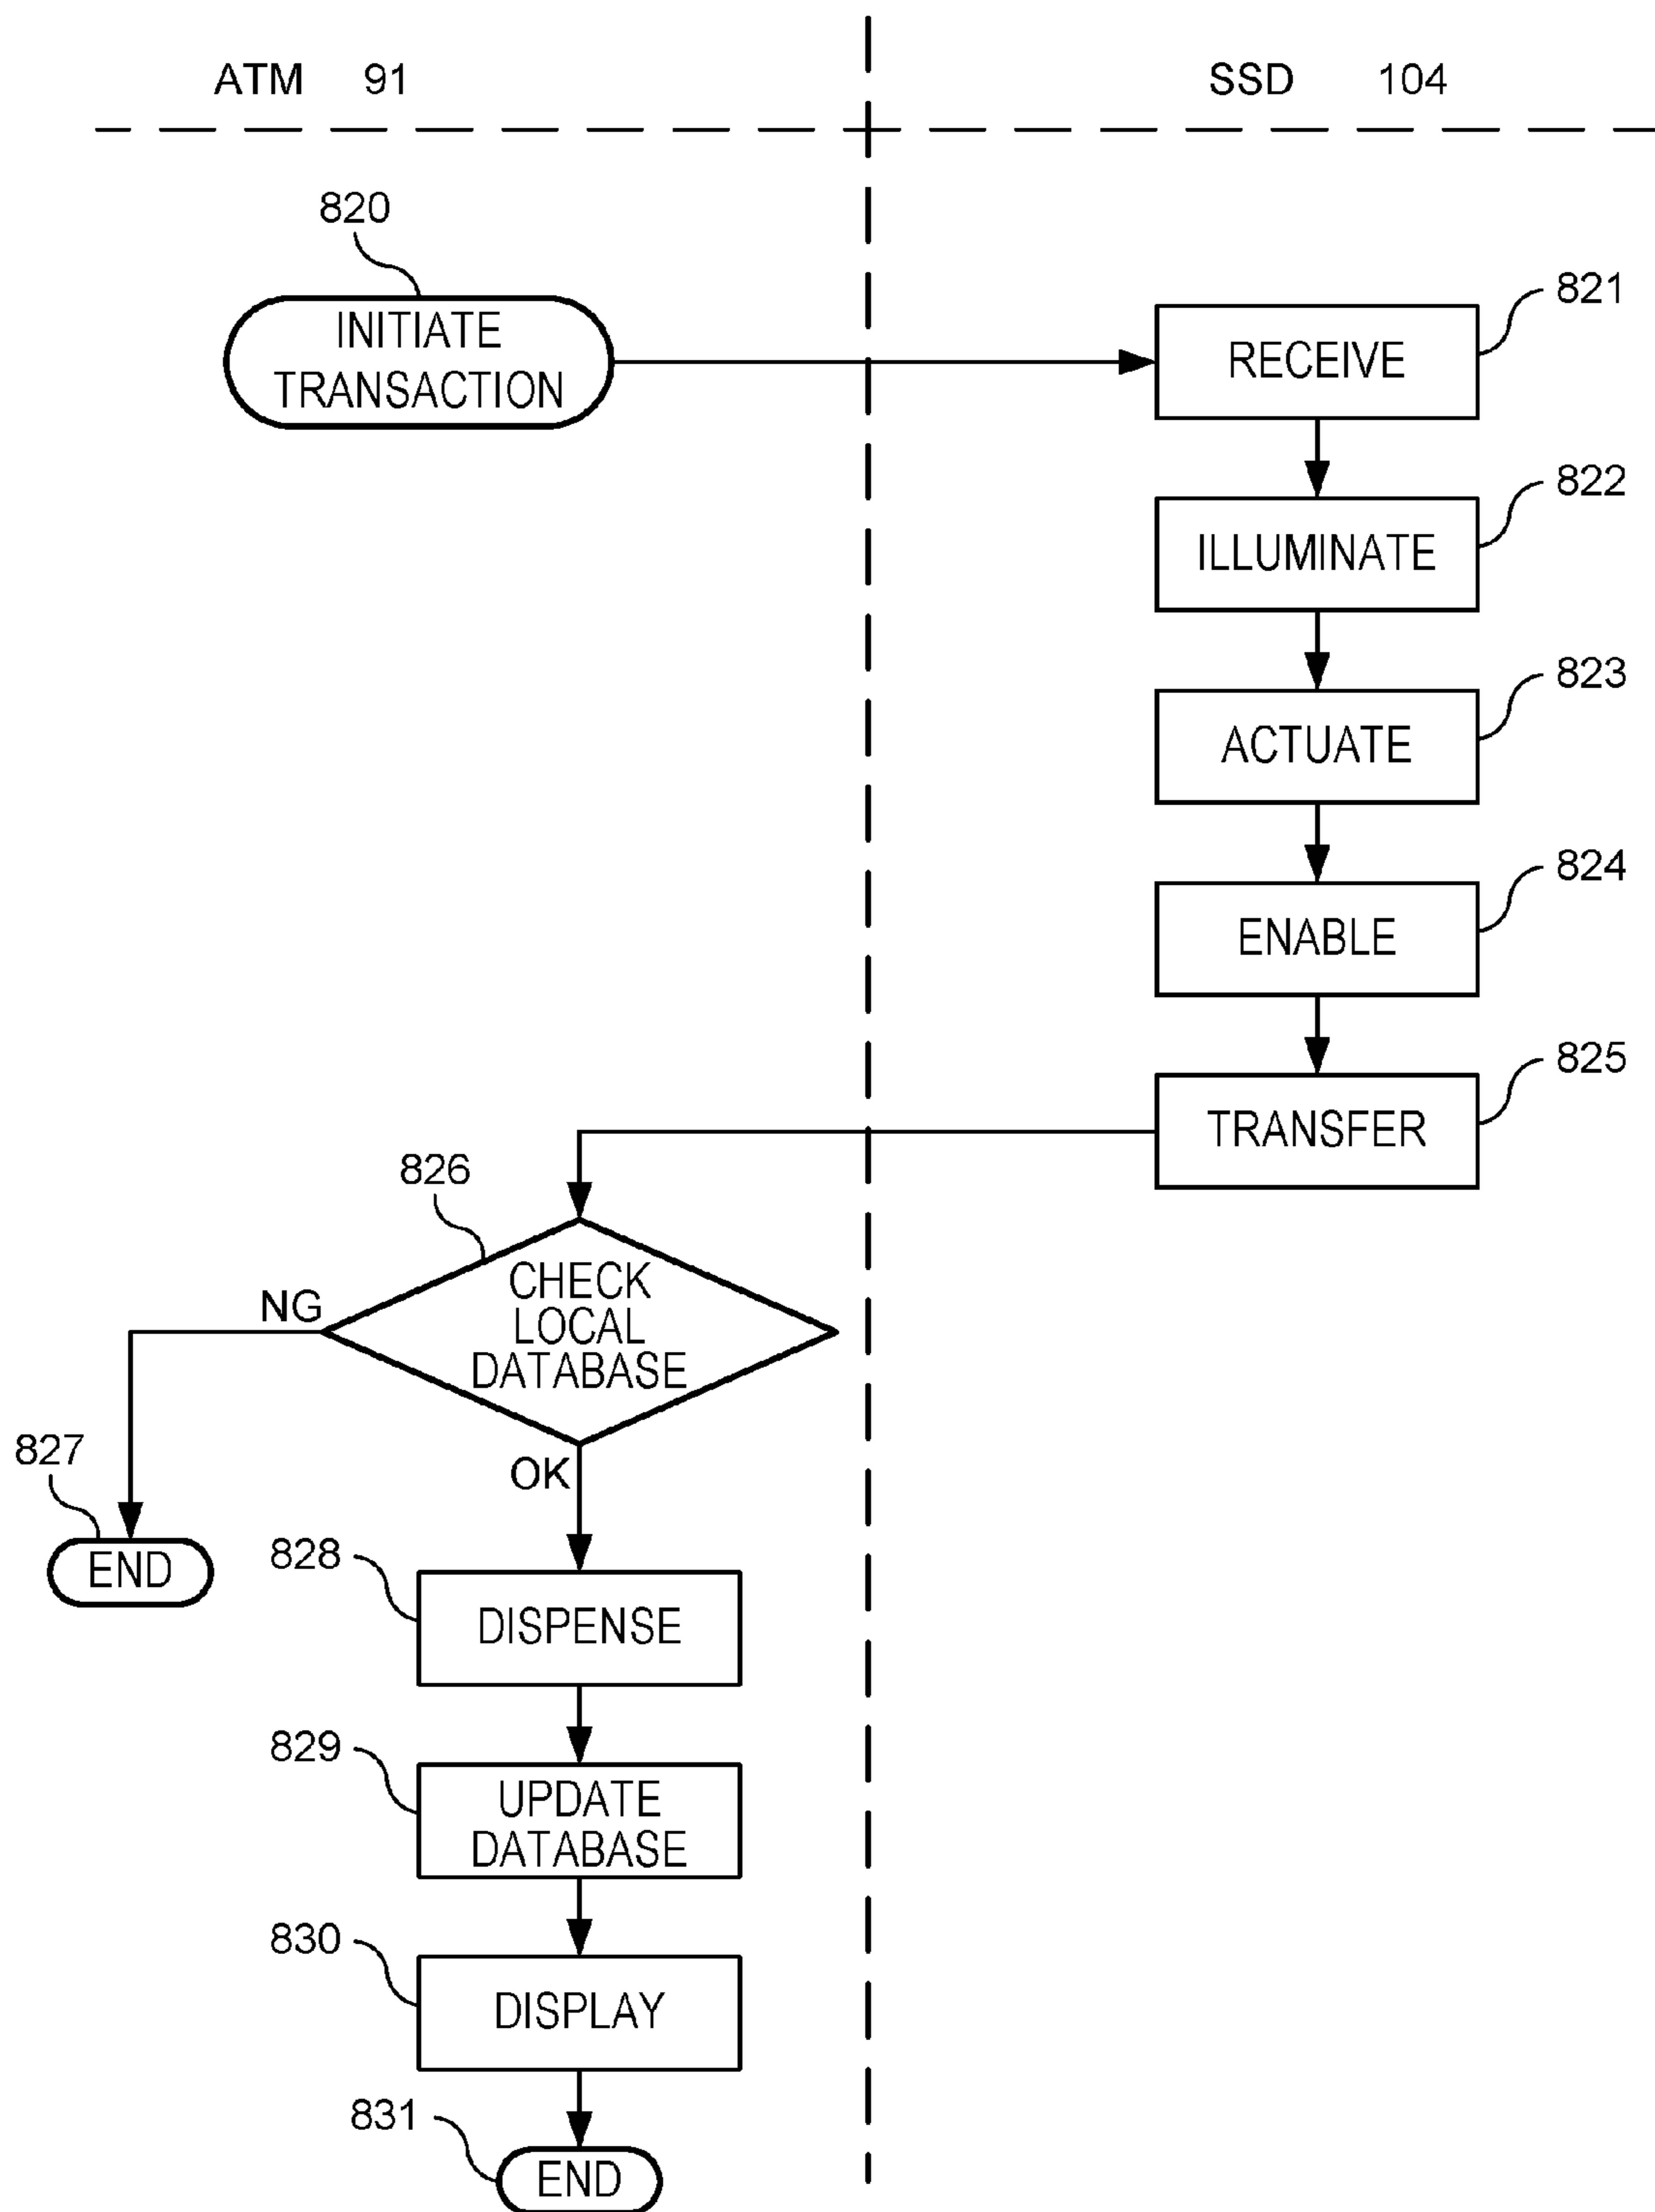 ATM 91
SSD 104
820
INITIATE
TRANSACTION
821
RECEIVE
822
ILLUMINATE
823
ACTUATE
824
ENABLE
825
TRANSFER
826
CHECK
LOCAL
DATABASE
NG
OK
827
END
828
DISPENSE
829
UPDATE
DATABASE
830
DISPLAY
831
END